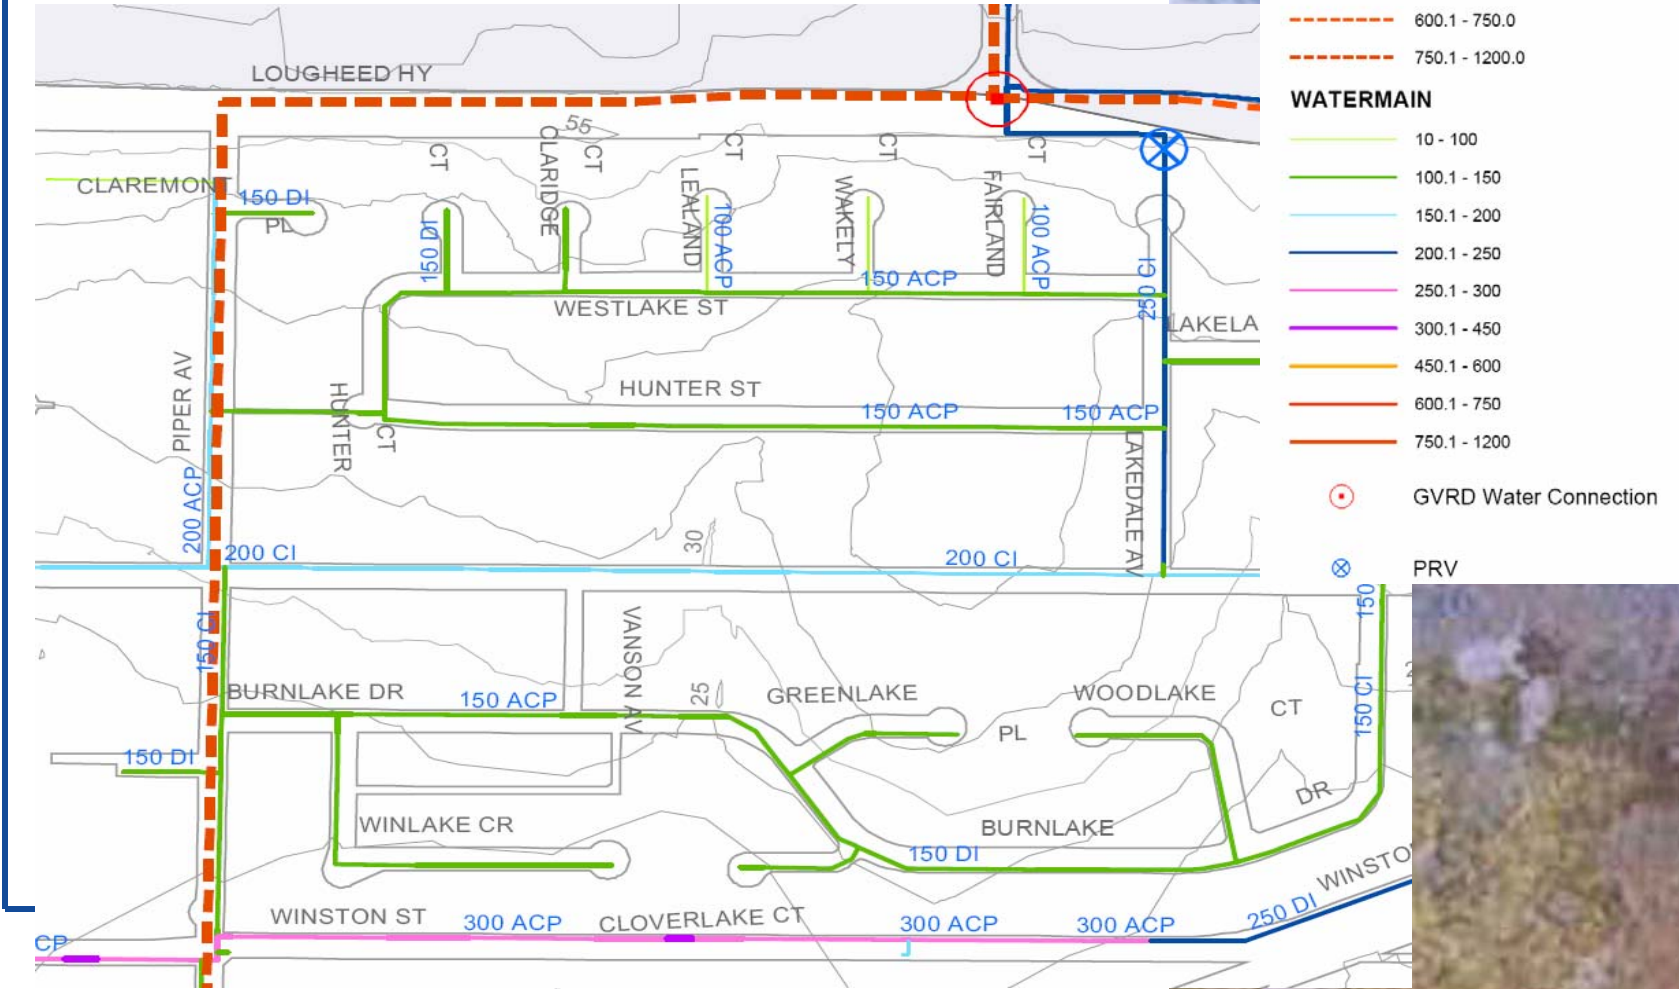 LOUGHEED HY
55
CT
CLARIDGE
CT
CT
CT
CT
CLAREMONT
150 DI
PL
150 DI
LEALAND
100 ACP
WAKELY
FAIRLAND
100 ACP
150 ACP
250 CI
WESTLAKE ST
LAKELA
PIPER AV
HUNTER ST
HUNTER
CT
150 ACP
150 ACP
LAKEDALE AV
200 ACP
200 CI
30
200 CI
150 CI
VANSON AV
BURNLAKE DR
150 ACP
25
GREENLAKE
PL
WOODLAKE
CT
150
150 CI
150 DI
DR
WINLAKE CR
BURNLAKE
150 DI
WINSTO
WINSTON ST
300 ACP
CLOVERLAKE CT
300 ACP
300 ACP
250 DI
CP
600.1 - 750.0
750.1 - 1200.0
WATERMAIN
10 - 100
100.1 - 150
150.1 - 200
200.1 - 250
250.1 - 300
300.1 - 450
450.1 - 600
600.1 - 750
750.1 - 1200
GVRD Water Connection
PRV